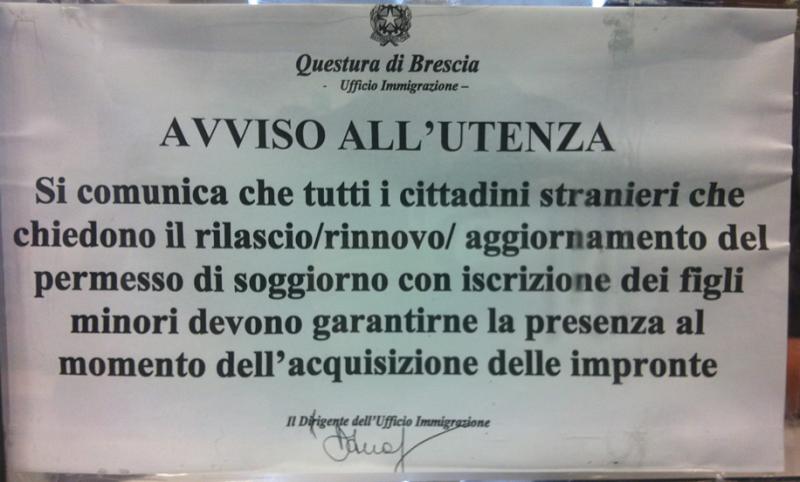 Questura di Brescia
- Ufficio Immigrazione –
AVVISO ALL'UTENZA
Si comunica che tutti i cittadini stranieri che
chiedono il rilascio/rinnovo/ aggiornamento del
permesso di soggiorno con iscrizione dei figli
minori devono garantirne la presenza al
momento dell'acquisizione delle impronte
Il Dirigente dell'Ufficio Immigrazione